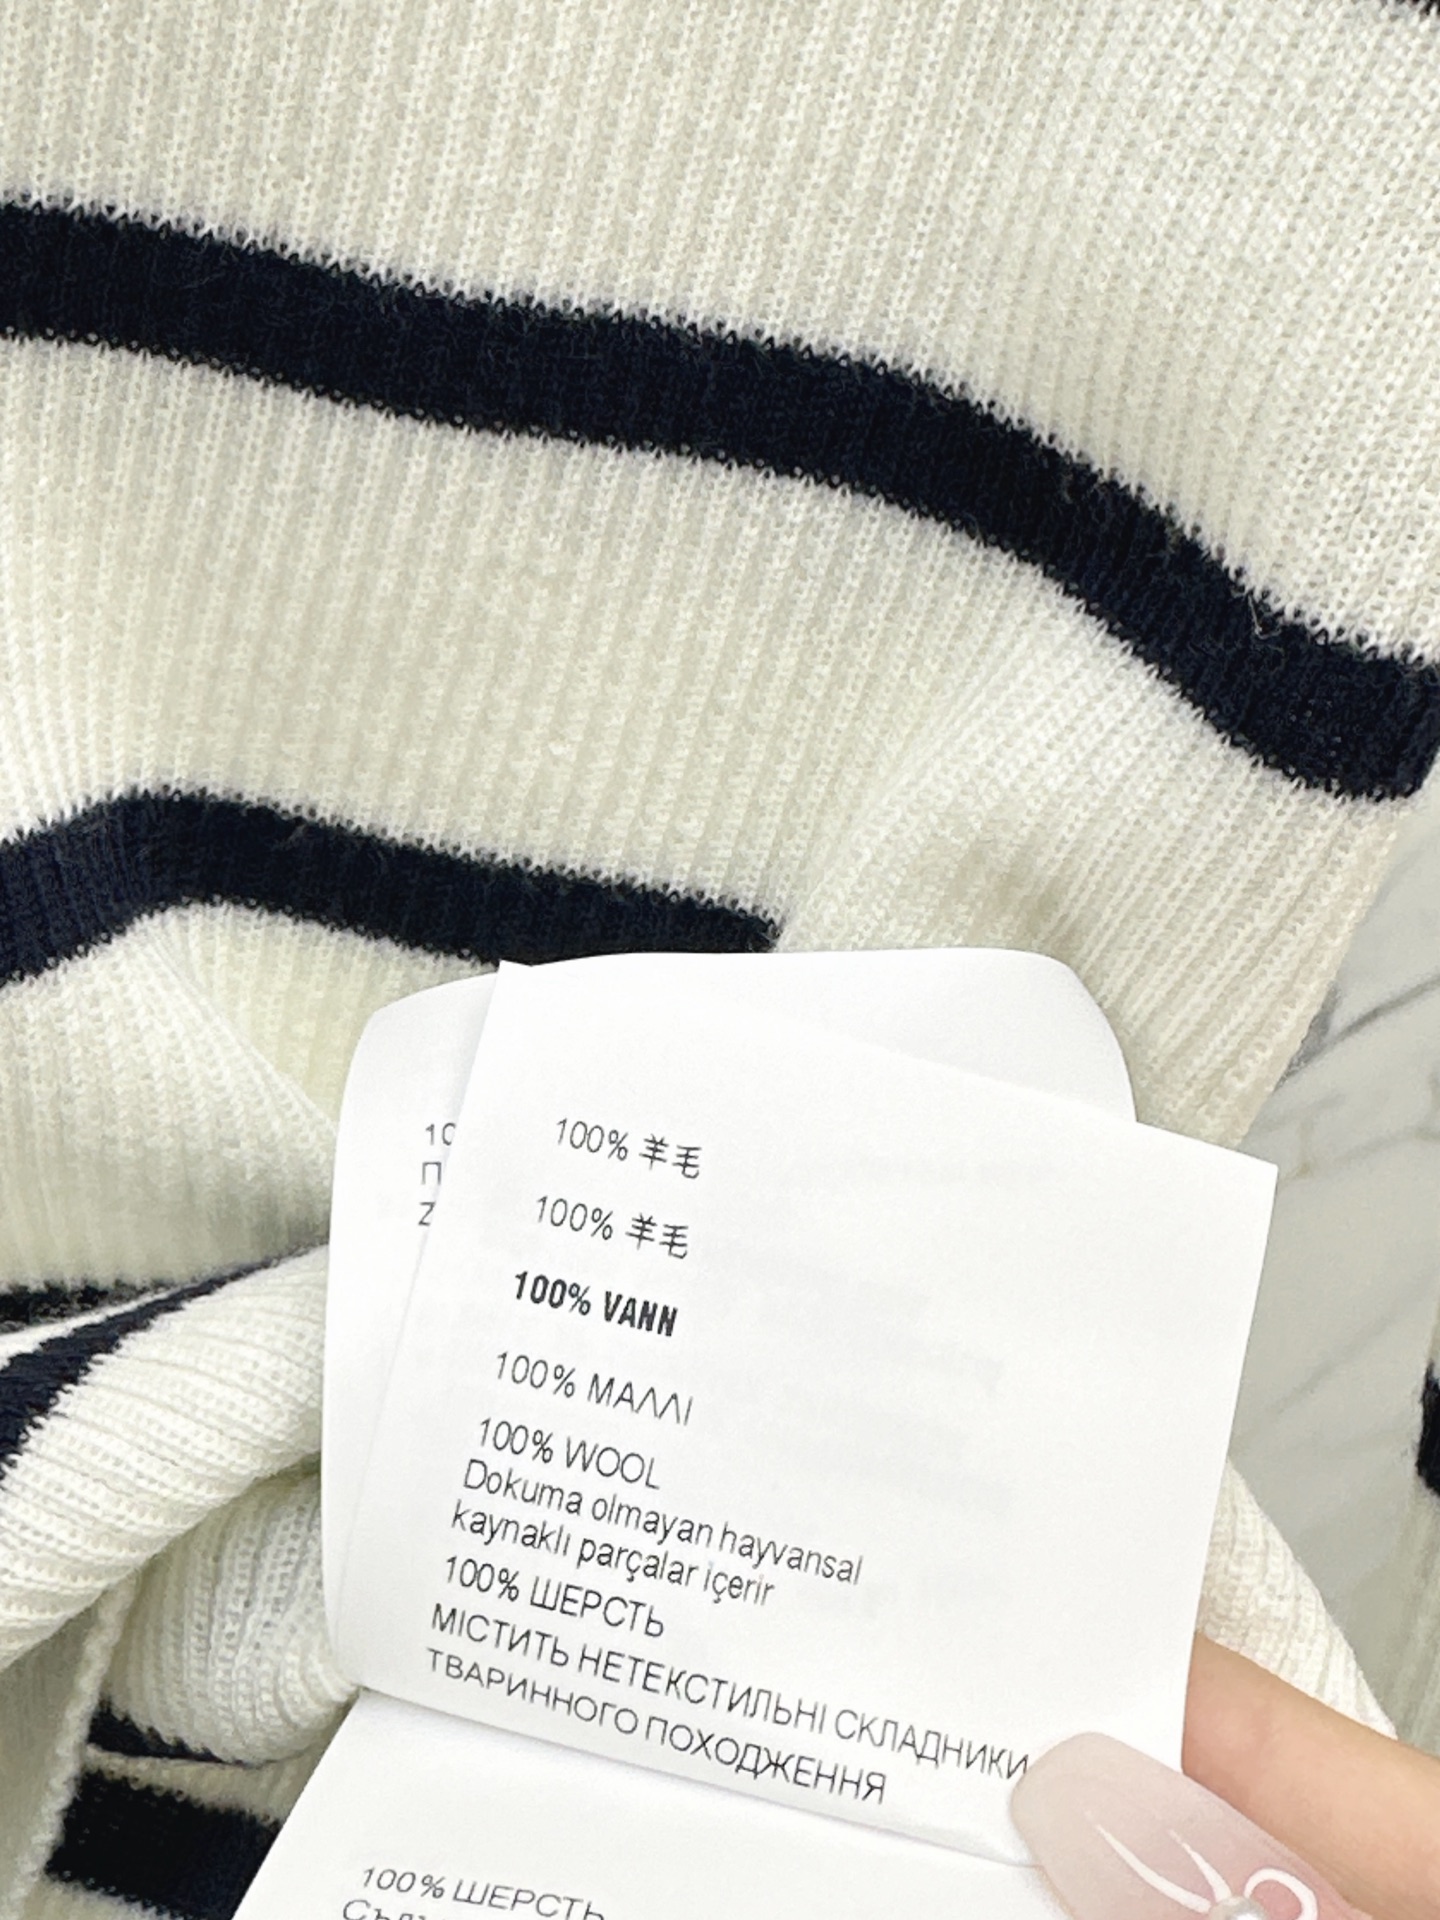 100% 羊毛
100% 羊毛
100% VANN
100% ΜΑΛΛΙ
100% WOOL
Dokuma olmayan hayvansal
kaynaklı parçalar içerir
100% ШЕРСТЬ
МІСТИТЬ НЕТЕКСТИЛЬНІ СКЛАДНИКИ
ТВАРИННОГО ПОХОДЖЕННЯ
100% ШЕРСТЬ